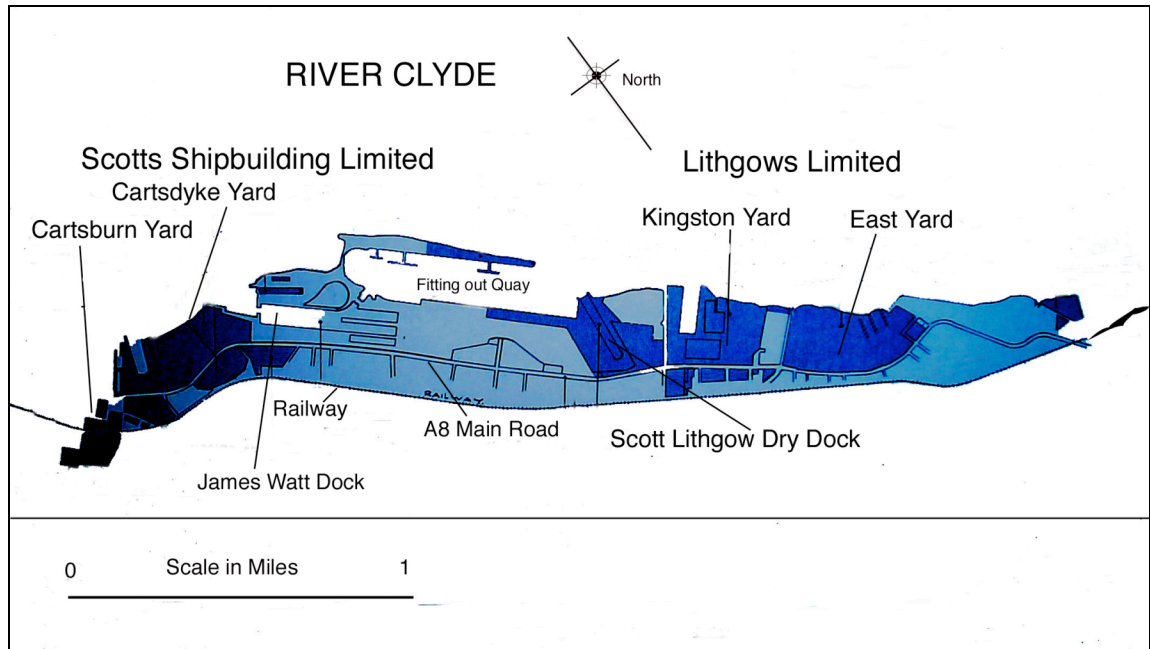 RIVER CLYDE
North
Scotts Shipbuilding Limited
Lithgows Limited
Cartsdyke Yard
Cartsburn Yard
Kingston Yard
East Yard
Fitting out Quay
Railway
RAILWAY.
A8 Main Road
Scott Lithgow Dry Dock
James Watt Dock
0 Scale in Miles 1